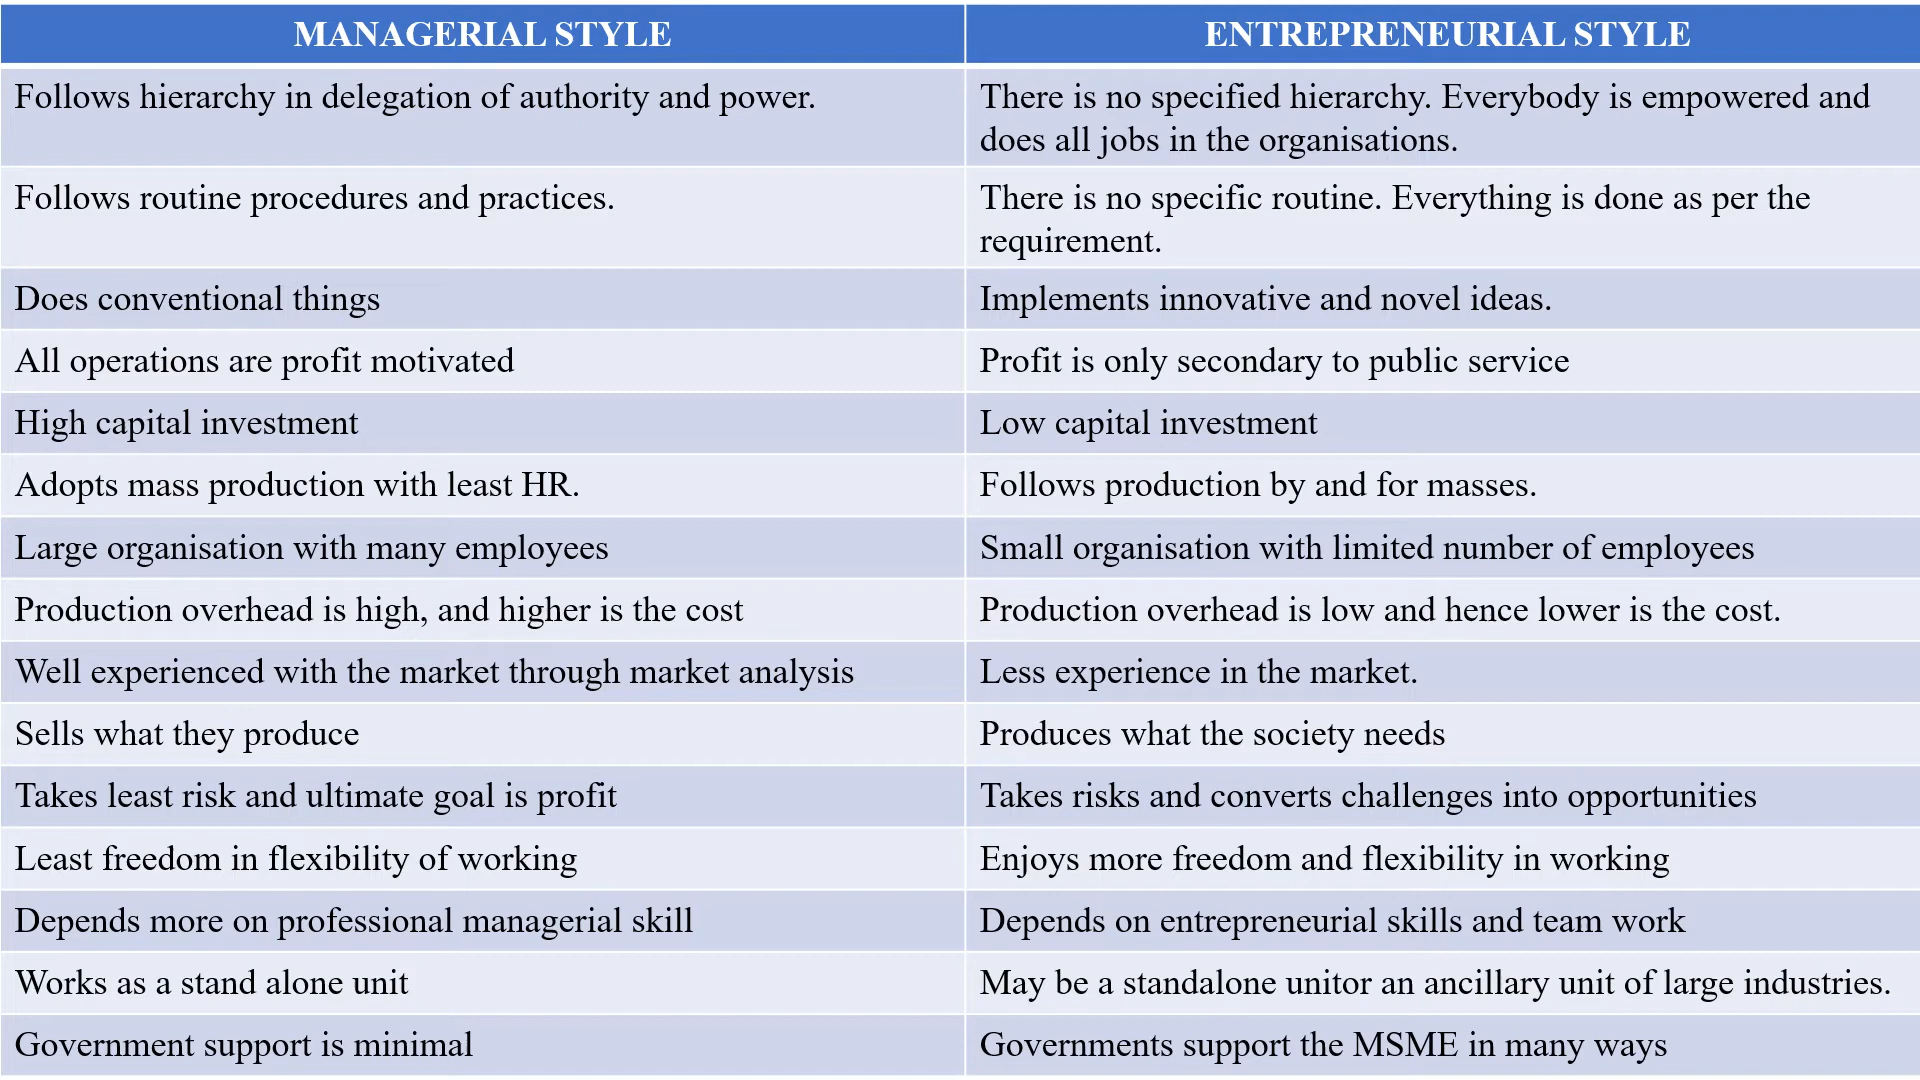 MANAGERIAL STYLE
ENTREPRENEURIAL STYLE
Follows hierarchy in delegation of authority and power.
There is no specified hierarchy. Everybody is empowered and
does all jobs in the organisations.
Follows routine procedures and practices.
There is no specific routine. Everything is done as per the
requirement.
Does conventional things
Implements innovative and novel ideas.
All operations are profit motivated
Profit is only secondary to public service
High capital investment
Low capital investment
Adopts mass production with least HR.
Follows production by and for masses.
Large organisation with many employees
Small organisation with limited number of employees
Production overhead is high, and higher is the cost
Production overhead is low and hence lower is the cost.
Well experienced with the market through market analysis
Less experience in the market.
Sells what they produce
Produces what the society needs
Takes least risk and ultimate goal is profit
Takes risks and converts challenges into opportunities
Least freedom in flexibility of working
Enjoys more freedom and flexibility in working
Depends more on professional managerial skill
Depends on entrepreneurial skills and team work
Works as a stand alone unit
May be a standalone unitor an ancillary unit of large industries.
Government support is minimal
Governments support the MSME in many ways